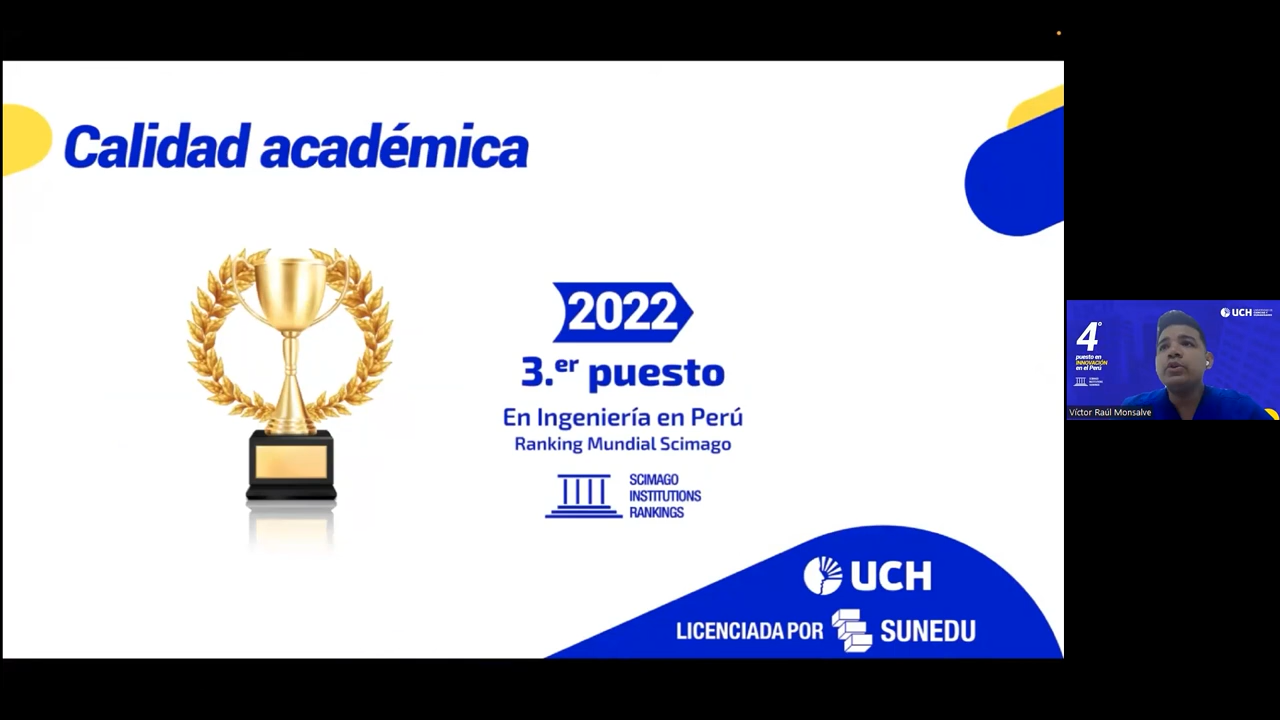 Calidad académica
2022
3.er puesto
En Ingeniería en Perú
Ranking Mundial Scimago
SCIMAGO
INSTITUTIONS
RANKINGS
UCH
LICENCIADA POR SUNEDU
UCH
4°
puesto en
INNOVACIÓN
en el Perú
Víctor Raúl Monsalve